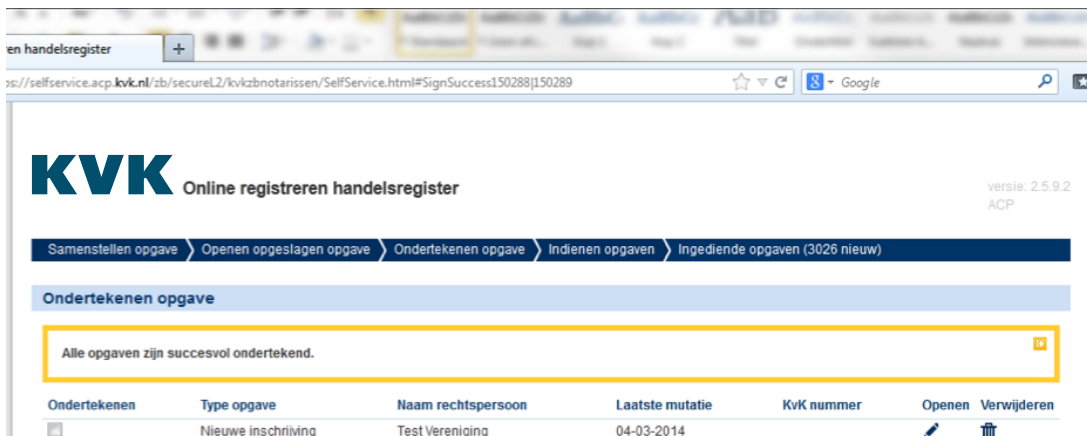 en handelsregister +
ps://selfservice.acp.kvk.nl/zb/secureL2/kvkzbnotarissen/SelfService.html#SignSuccess150288|150289 8 Google
KVK Online registreren handelsregister
versie: 2.5.9.2
ACP
Samenstellen opgave Openen opgeslagen opgave Ondertekenen opgave Indienen opgaven Ingediende opgaven (3026 nieuw)
Ondertekenen opgave
Alle opgaven zijn succesvol ondertekend.
Ondertekenen Type opgave Naam rechtspersoon Laatste mutatie KvK nummer Openen Verwijderen
Nieuwe inschrijving Test Vereniging 04-03-2014